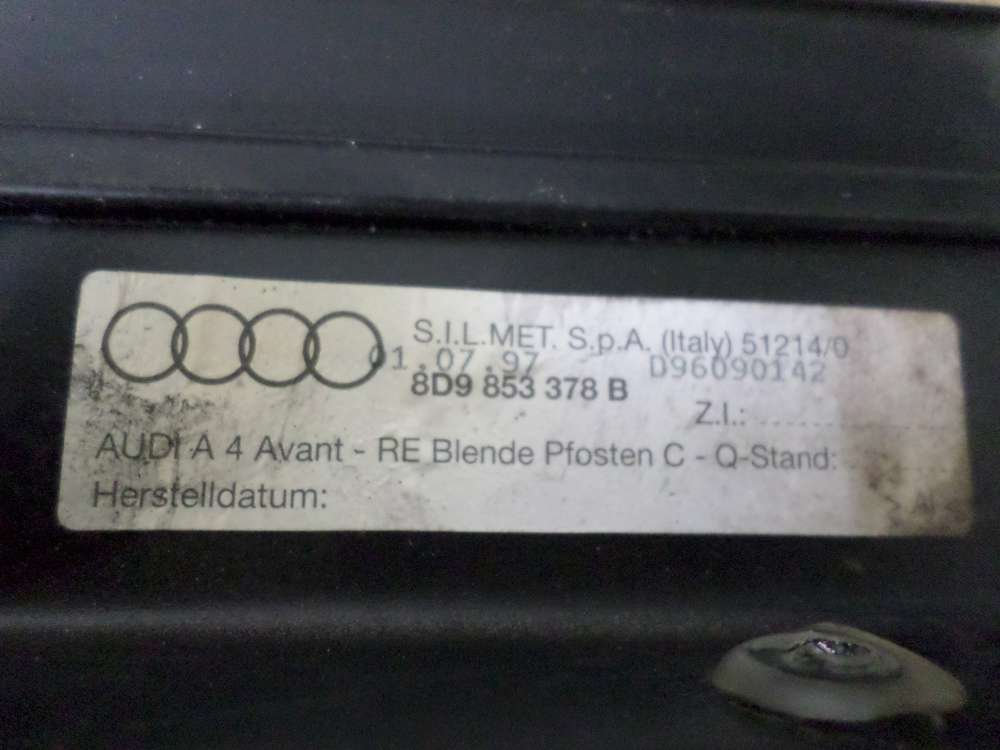 S.I.L.MET. S.p.A. (Italy) 51214/0
01.07.97 D96090142
8D9 853 378 B
Z.I.:
AUDI A 4 Avant - RE Blende Pfosten C - Q-Stand:
Herstelldatum: